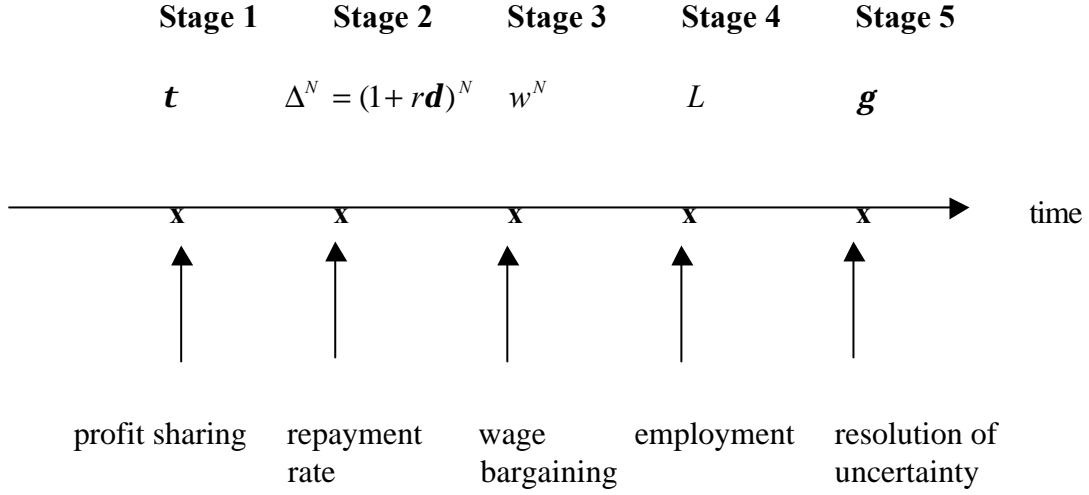 Stage 1 Stage 2 Stage 3 Stage 4 Stage 5
t Δ^N = (1 + rd)^N w^N L g
x x x x x
time
profit sharing repayment wage employment resolution of
rate bargaining uncertainty